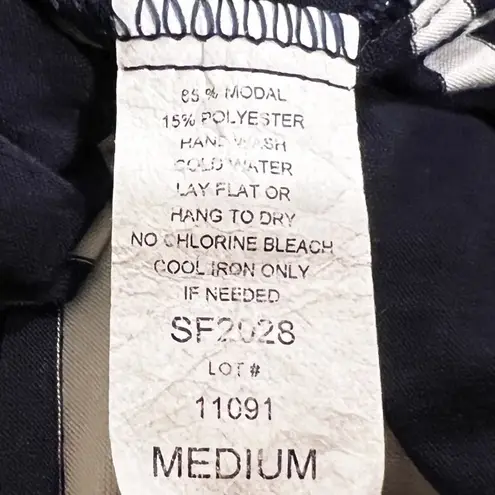 85 % MODAL
15% POLYESTER
HAND WASH
COLD WATER
LAY FLAT OR
HANG TO DRY
NO CHLORINE BLEACH
COOL IRON ONLY
IF NEEDED
SF2028
LOT #
11091
MEDIUM